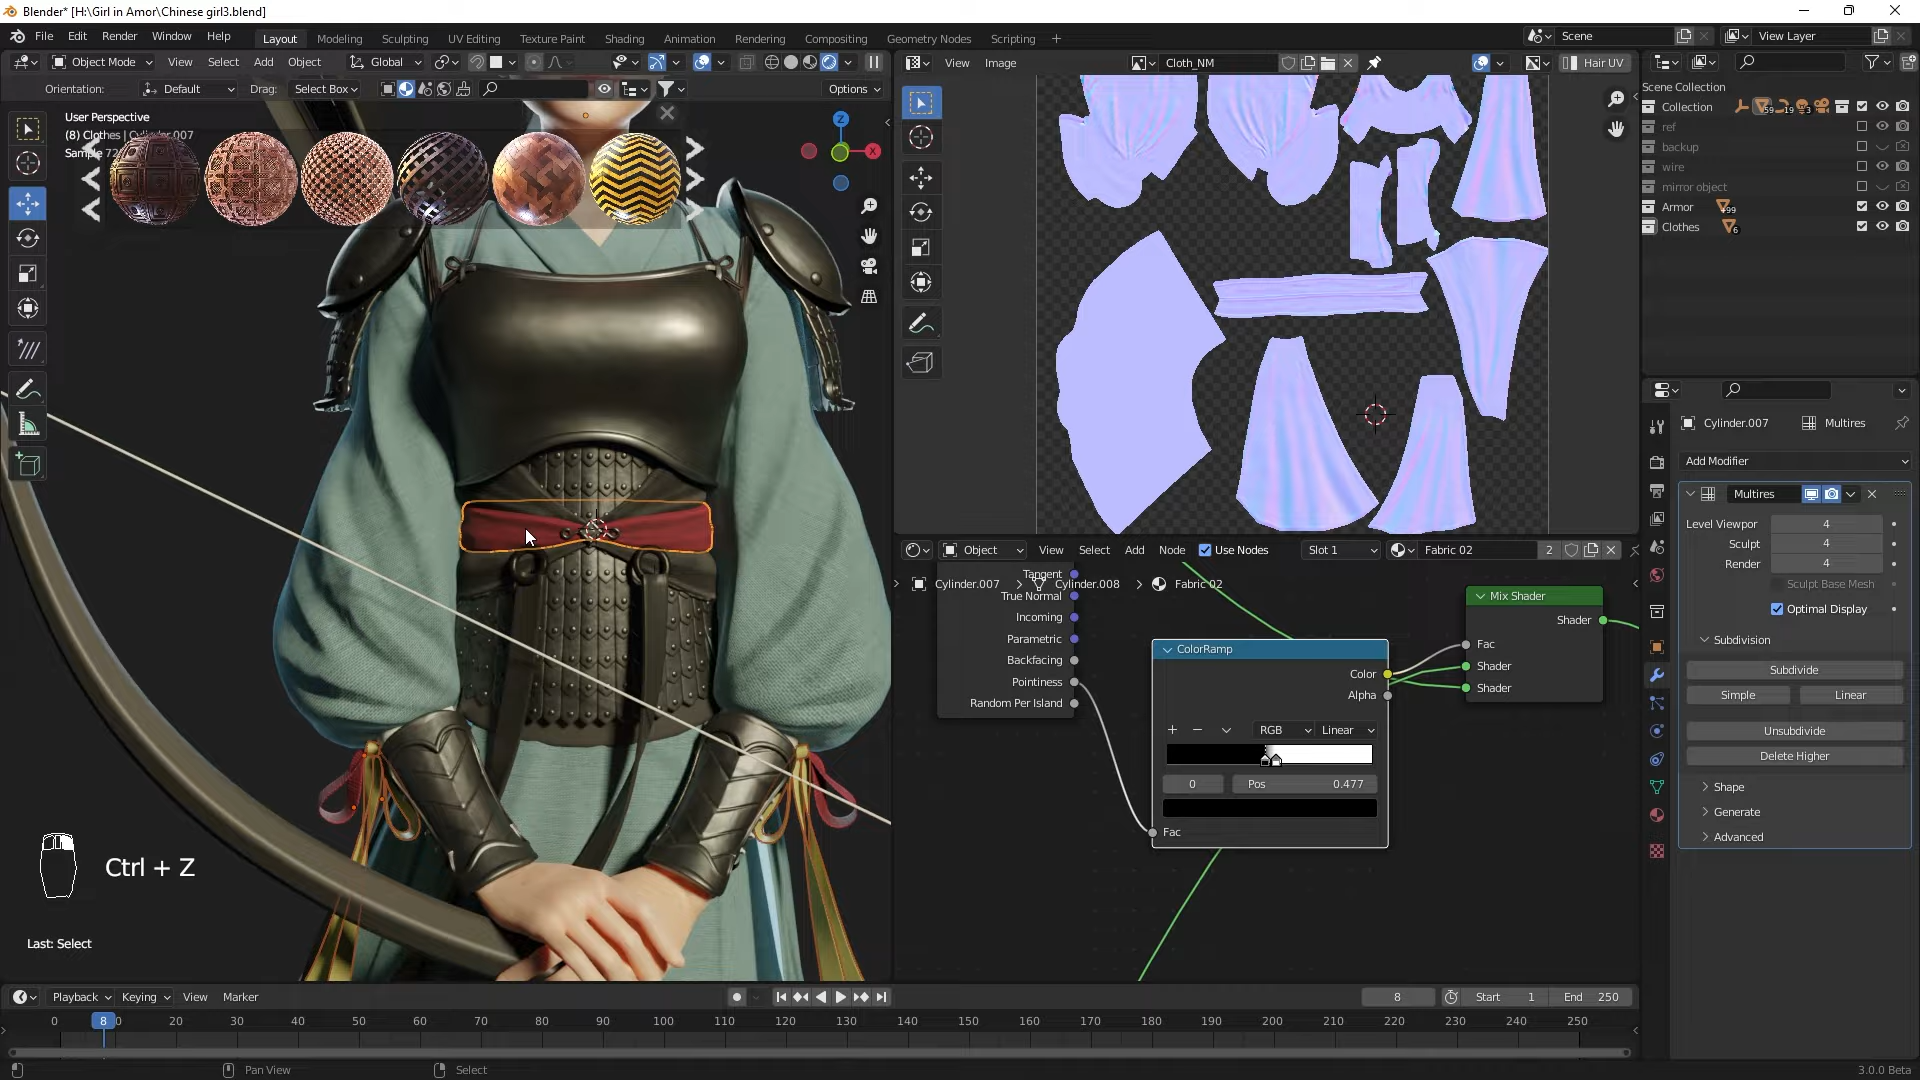 Blender* [H:\Girl in Amor\Chinese girl3.blend]
File Edit Render Window Help
Layout Modeling Sculpting UV Editing Texture Paint Shading Animation Rendering Compositing Geometry Nodes Scripting +
Scene
View Layer
Object Mode View Select Add Object Global
Orientation: Default Drag: Select Box Options
User Perspective
(8) Clothes | Cylinder.007
Z
X
Ctrl + Z
Last: Select
View Image Cloth_NM Hair UV
Object View Select Add Node Use Nodes Slot 1 Fabric 02 2
Cylinder.007 Cylinder.008 Fabric 02
Tangent
True Normal
Incoming
Parametric
Backfacing
Pointiness
Random Per Island
ColorRamp
Color
Alpha
RGB Linear
0 Pos 0.477
Fac
Mix Shader
Shader
Fac
Shader
Shader
Scene Collection
Collection 59 19 3
ref
backup
wire
mirror object
Armor +99
Clothes 6
Cylinder.007 Multires
Add Modifier
Multires
Level Viewpor 4
Sculpt 4
Render 4
Sculpt Base Mesh
Optimal Display
Subdivision
Subdivide
Simple Linear
Unsubdivide
Delete Higher
Shape
Generate
Advanced
Playback Keying View Marker
8 Start 1 End 250
0 8 20 30 40 50 60 70 80 90 100 110 120 130 140 150 160 170 180 190 200 210 220 230 240 250
Pan View Select
3.0.0 Beta